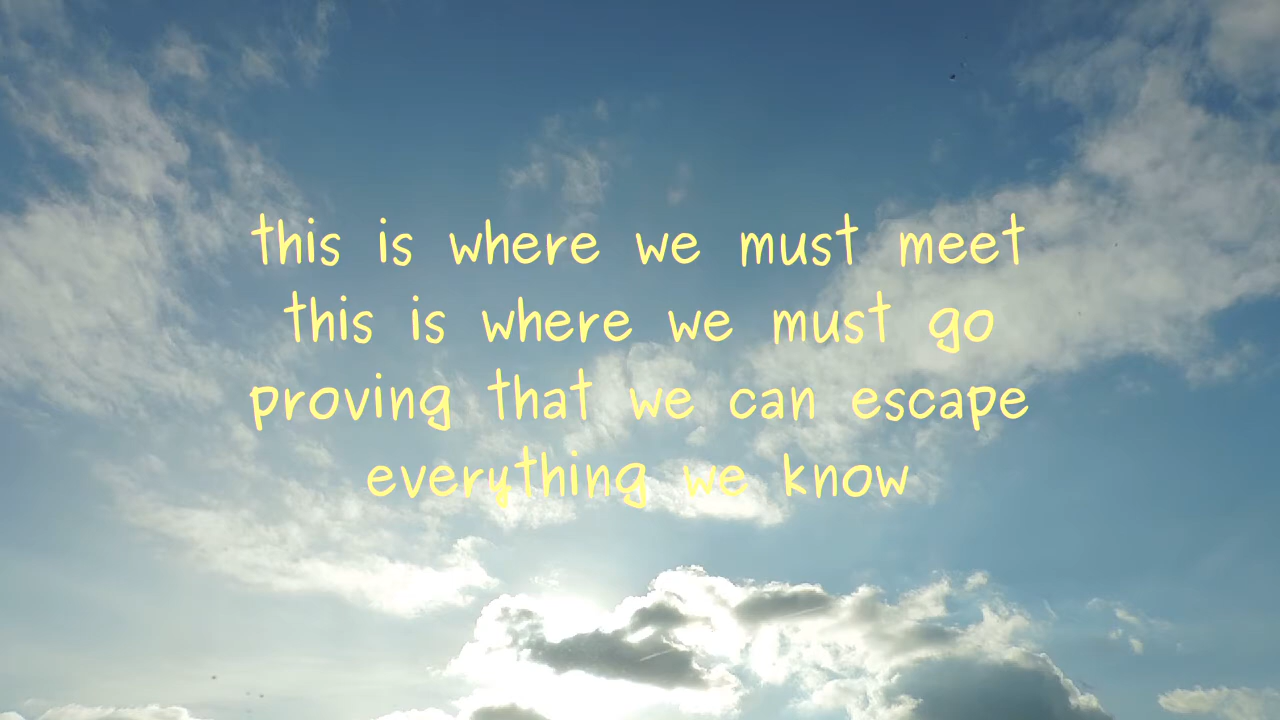 this is where we must meet
this is where we must go
proving that we can escape
everything we know